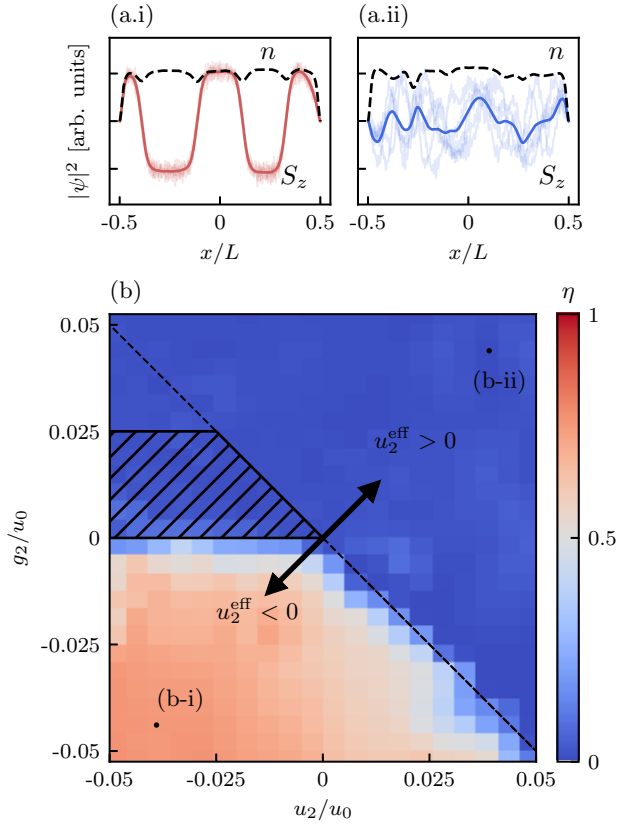 (a.i)
(a.ii)
|ψ|² [arb. units]
n
S_z
n
S_z
-0.5
0
0.5
-0.5
0
0.5
x/L
x/L
(b)
η
0.05
0.025
0
-0.025
-0.05
g₂/u₀
(b-ii)
u₂^eff > 0
u₂^eff < 0
(b-i)
1
0.5
0
-0.05
-0.025
0
0.025
0.05
u₂/u₀